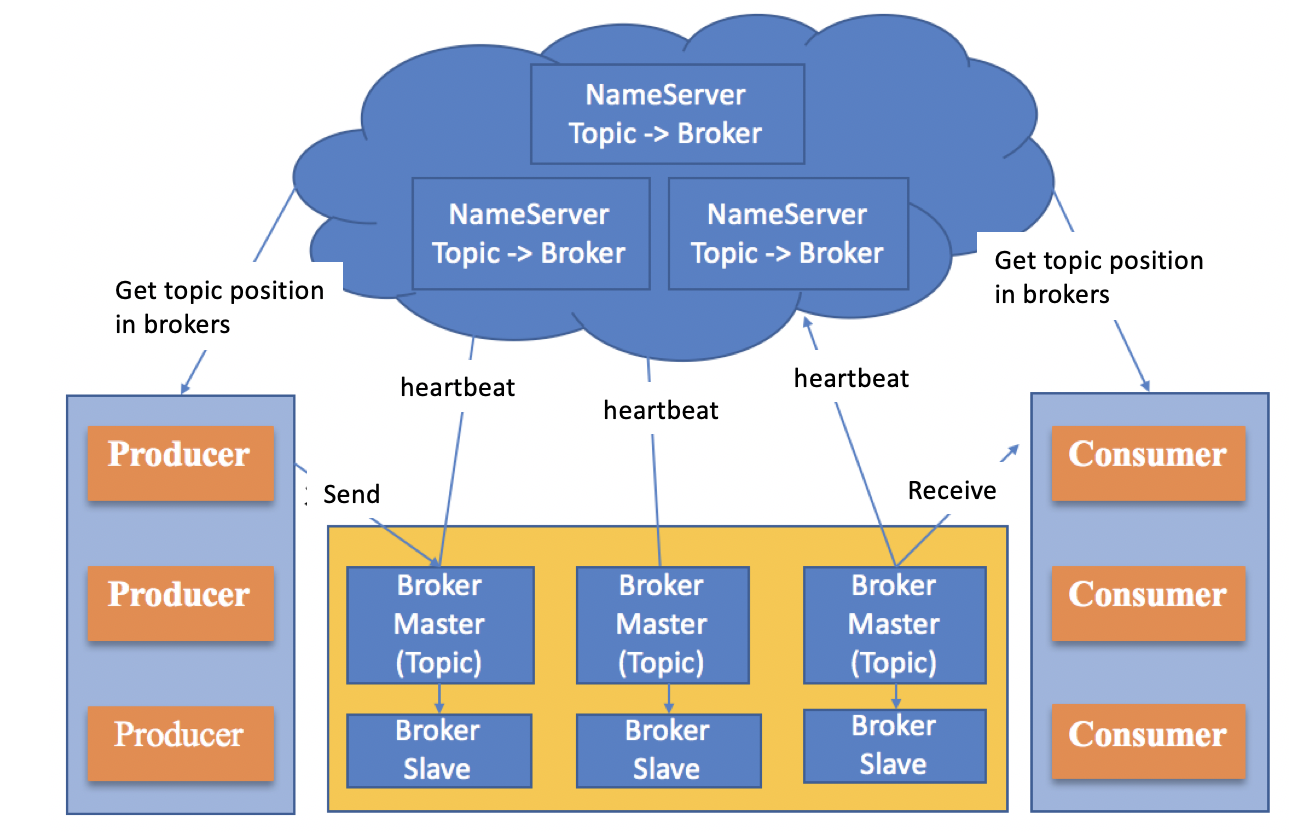 NameServer
Topic -> Broker
NameServer
Topic -> Broker
NameServer
Topic -> Broker
Get topic position
in brokers
Get topic position
in brokers
heartbeat
heartbeat
heartbeat
Producer
Producer
Producer
Send
Receive
Consumer
Consumer
Consumer
Broker
Master
(Topic)
Broker
Master
(Topic)
Broker
Master
(Topic)
Broker
Slave
Broker
Slave
Broker
Slave